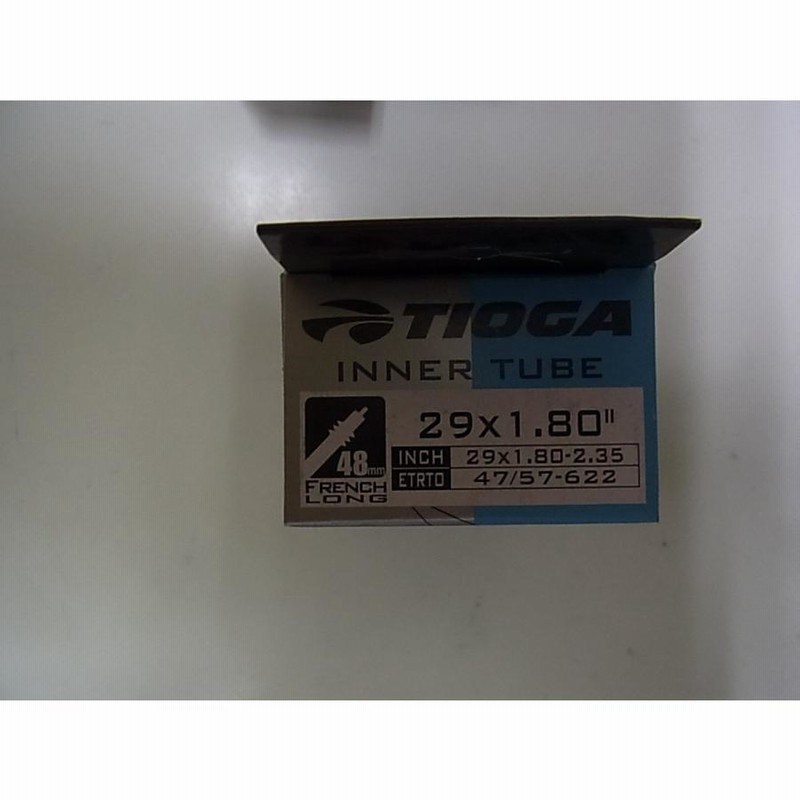 TIOGA
INNER TUBE
29x1.80"
48mm
FRENCH
LONG
INCH 29x1.80-2.35
ETRTO 47/57-622